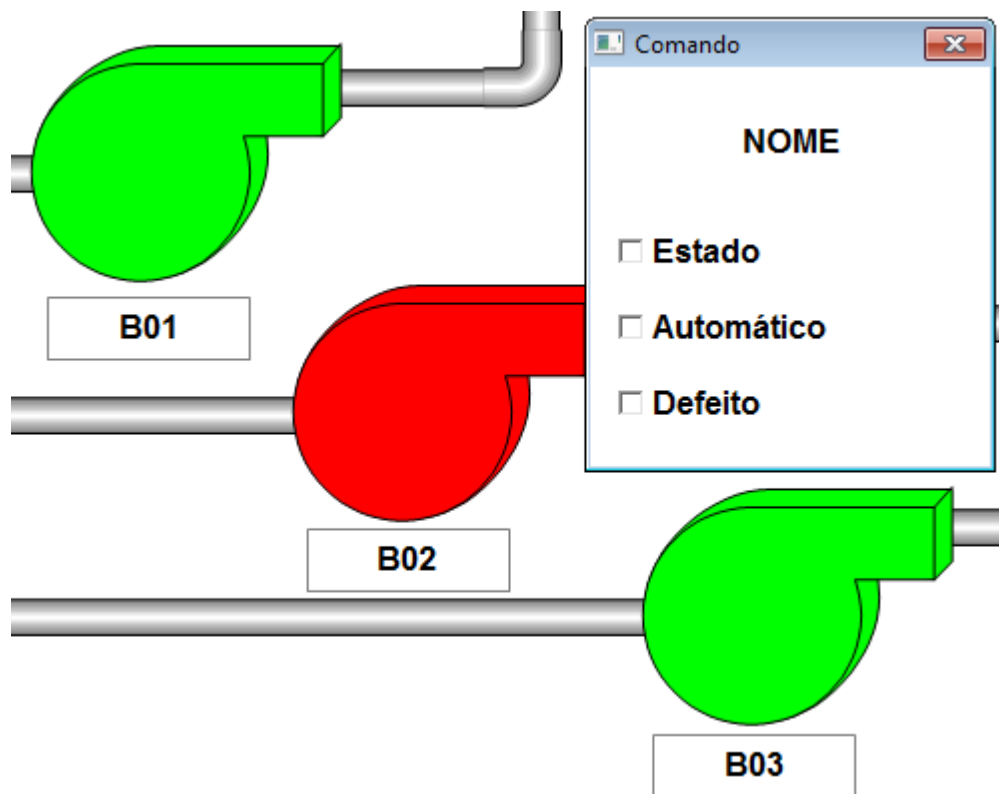 Comando
NOME
Estado
Automático
Defeito
B01
B02
B03